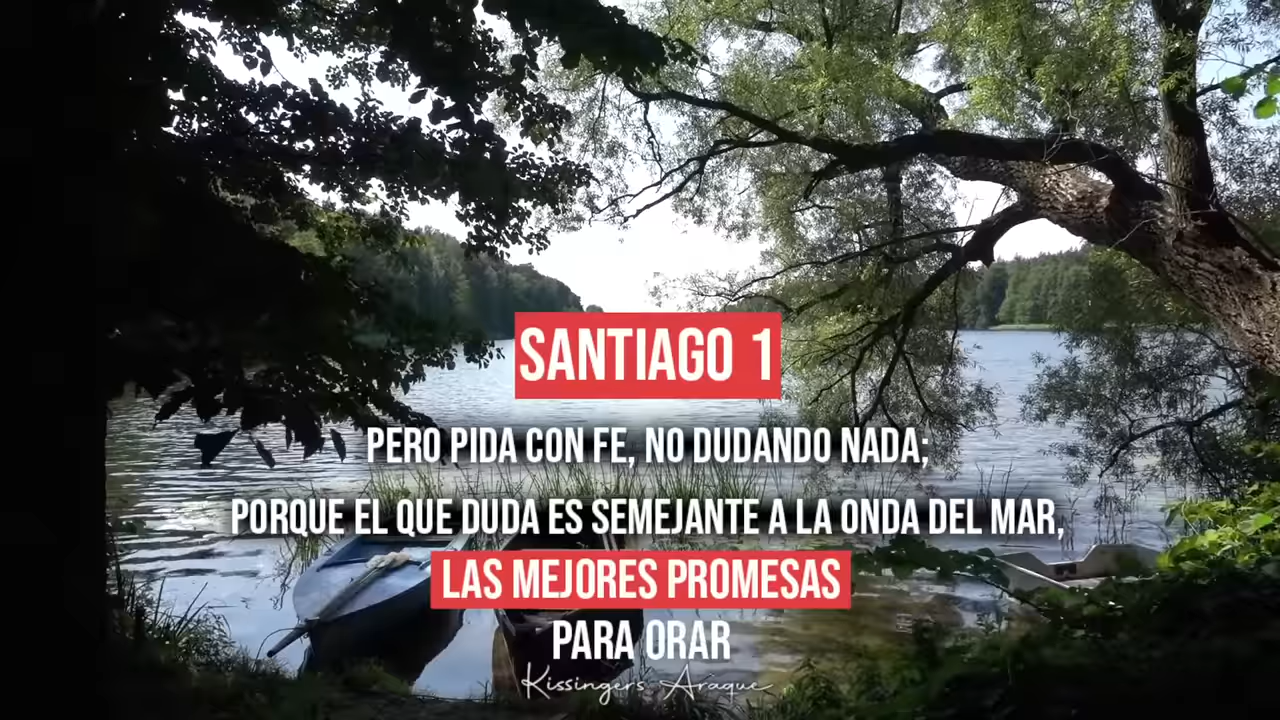 SANTIAGO 1
PERO PIDA CON FE, NO DUDANDO NADA;
PORQUE EL QUE DUDA ES SEMEJANTE A LA ONDA DEL MAR,
LAS MEJORES PROMESAS
PARA ORAR
Kissingers Araque